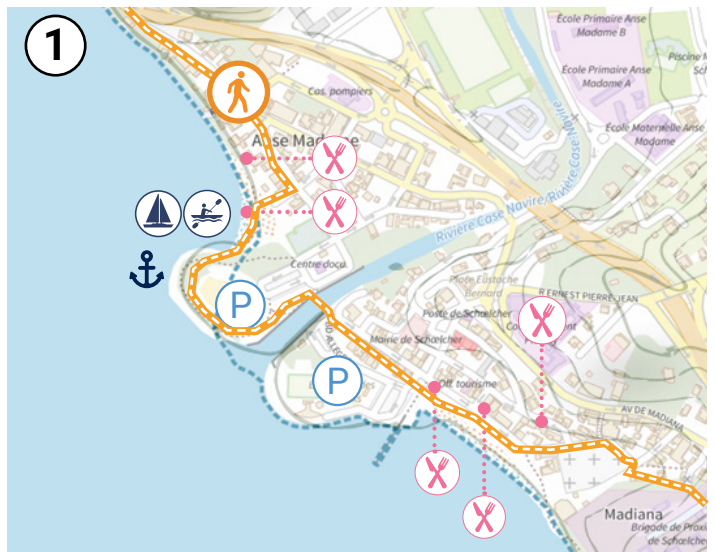 1
École Primaire Anse
Madame B
Piscine M
École Primaire Anse
Madame A
Cas. pompiers
École Maternelle Anse
Madame
Anse Madame
Rivière Case Navire
Rivière Case Navire
Centre docu.
Place Eustache
Bernard
R ERNEST PIERRE-JEAN
P
Poste de Schœlcher
Mairie de Schœlcher
P
Off. tourisme
AV DE MADIANA
Madiana
Brigade de Proxi
de Schœlche